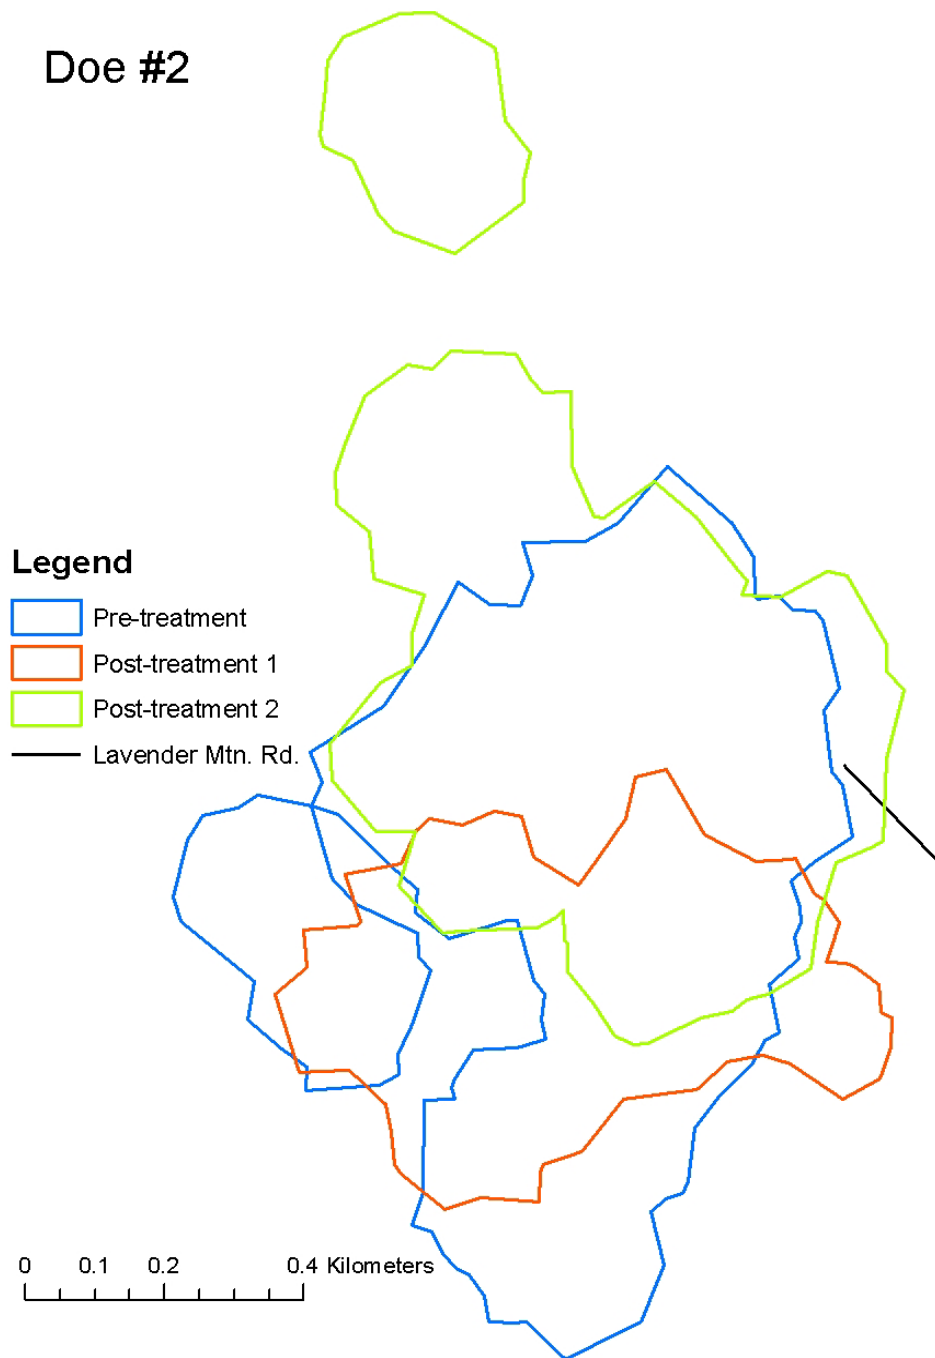 Doe #2
Legend
Pre-treatment
Post-treatment 1
Post-treatment 2
Lavender Mtn. Rd.
0 0.1 0.2 0.4 Kilometers